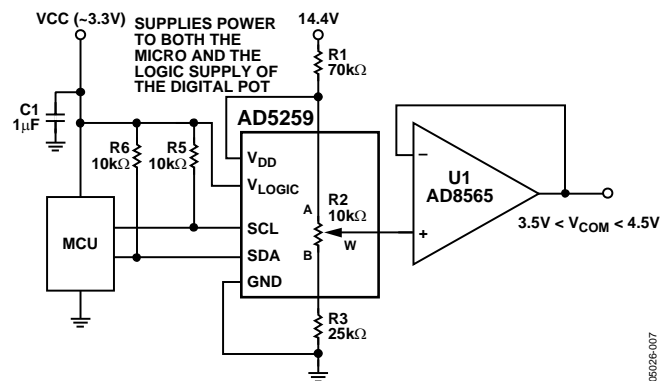 VCC (~3.3V)
SUPPLIES POWER
TO BOTH THE
MICRO AND THE
LOGIC SUPPLY OF
THE DIGITAL POT
14.4V
R1
70kΩ
C1
1μF
R6
10kΩ
R5
10kΩ
AD5259
VDD
VLOGIC
SCL
SDA
GND
MCU
A
R2
10kΩ
B
W
R3
25kΩ
−
+
U1
AD8565
3.5V < VCOM < 4.5V
05026-007